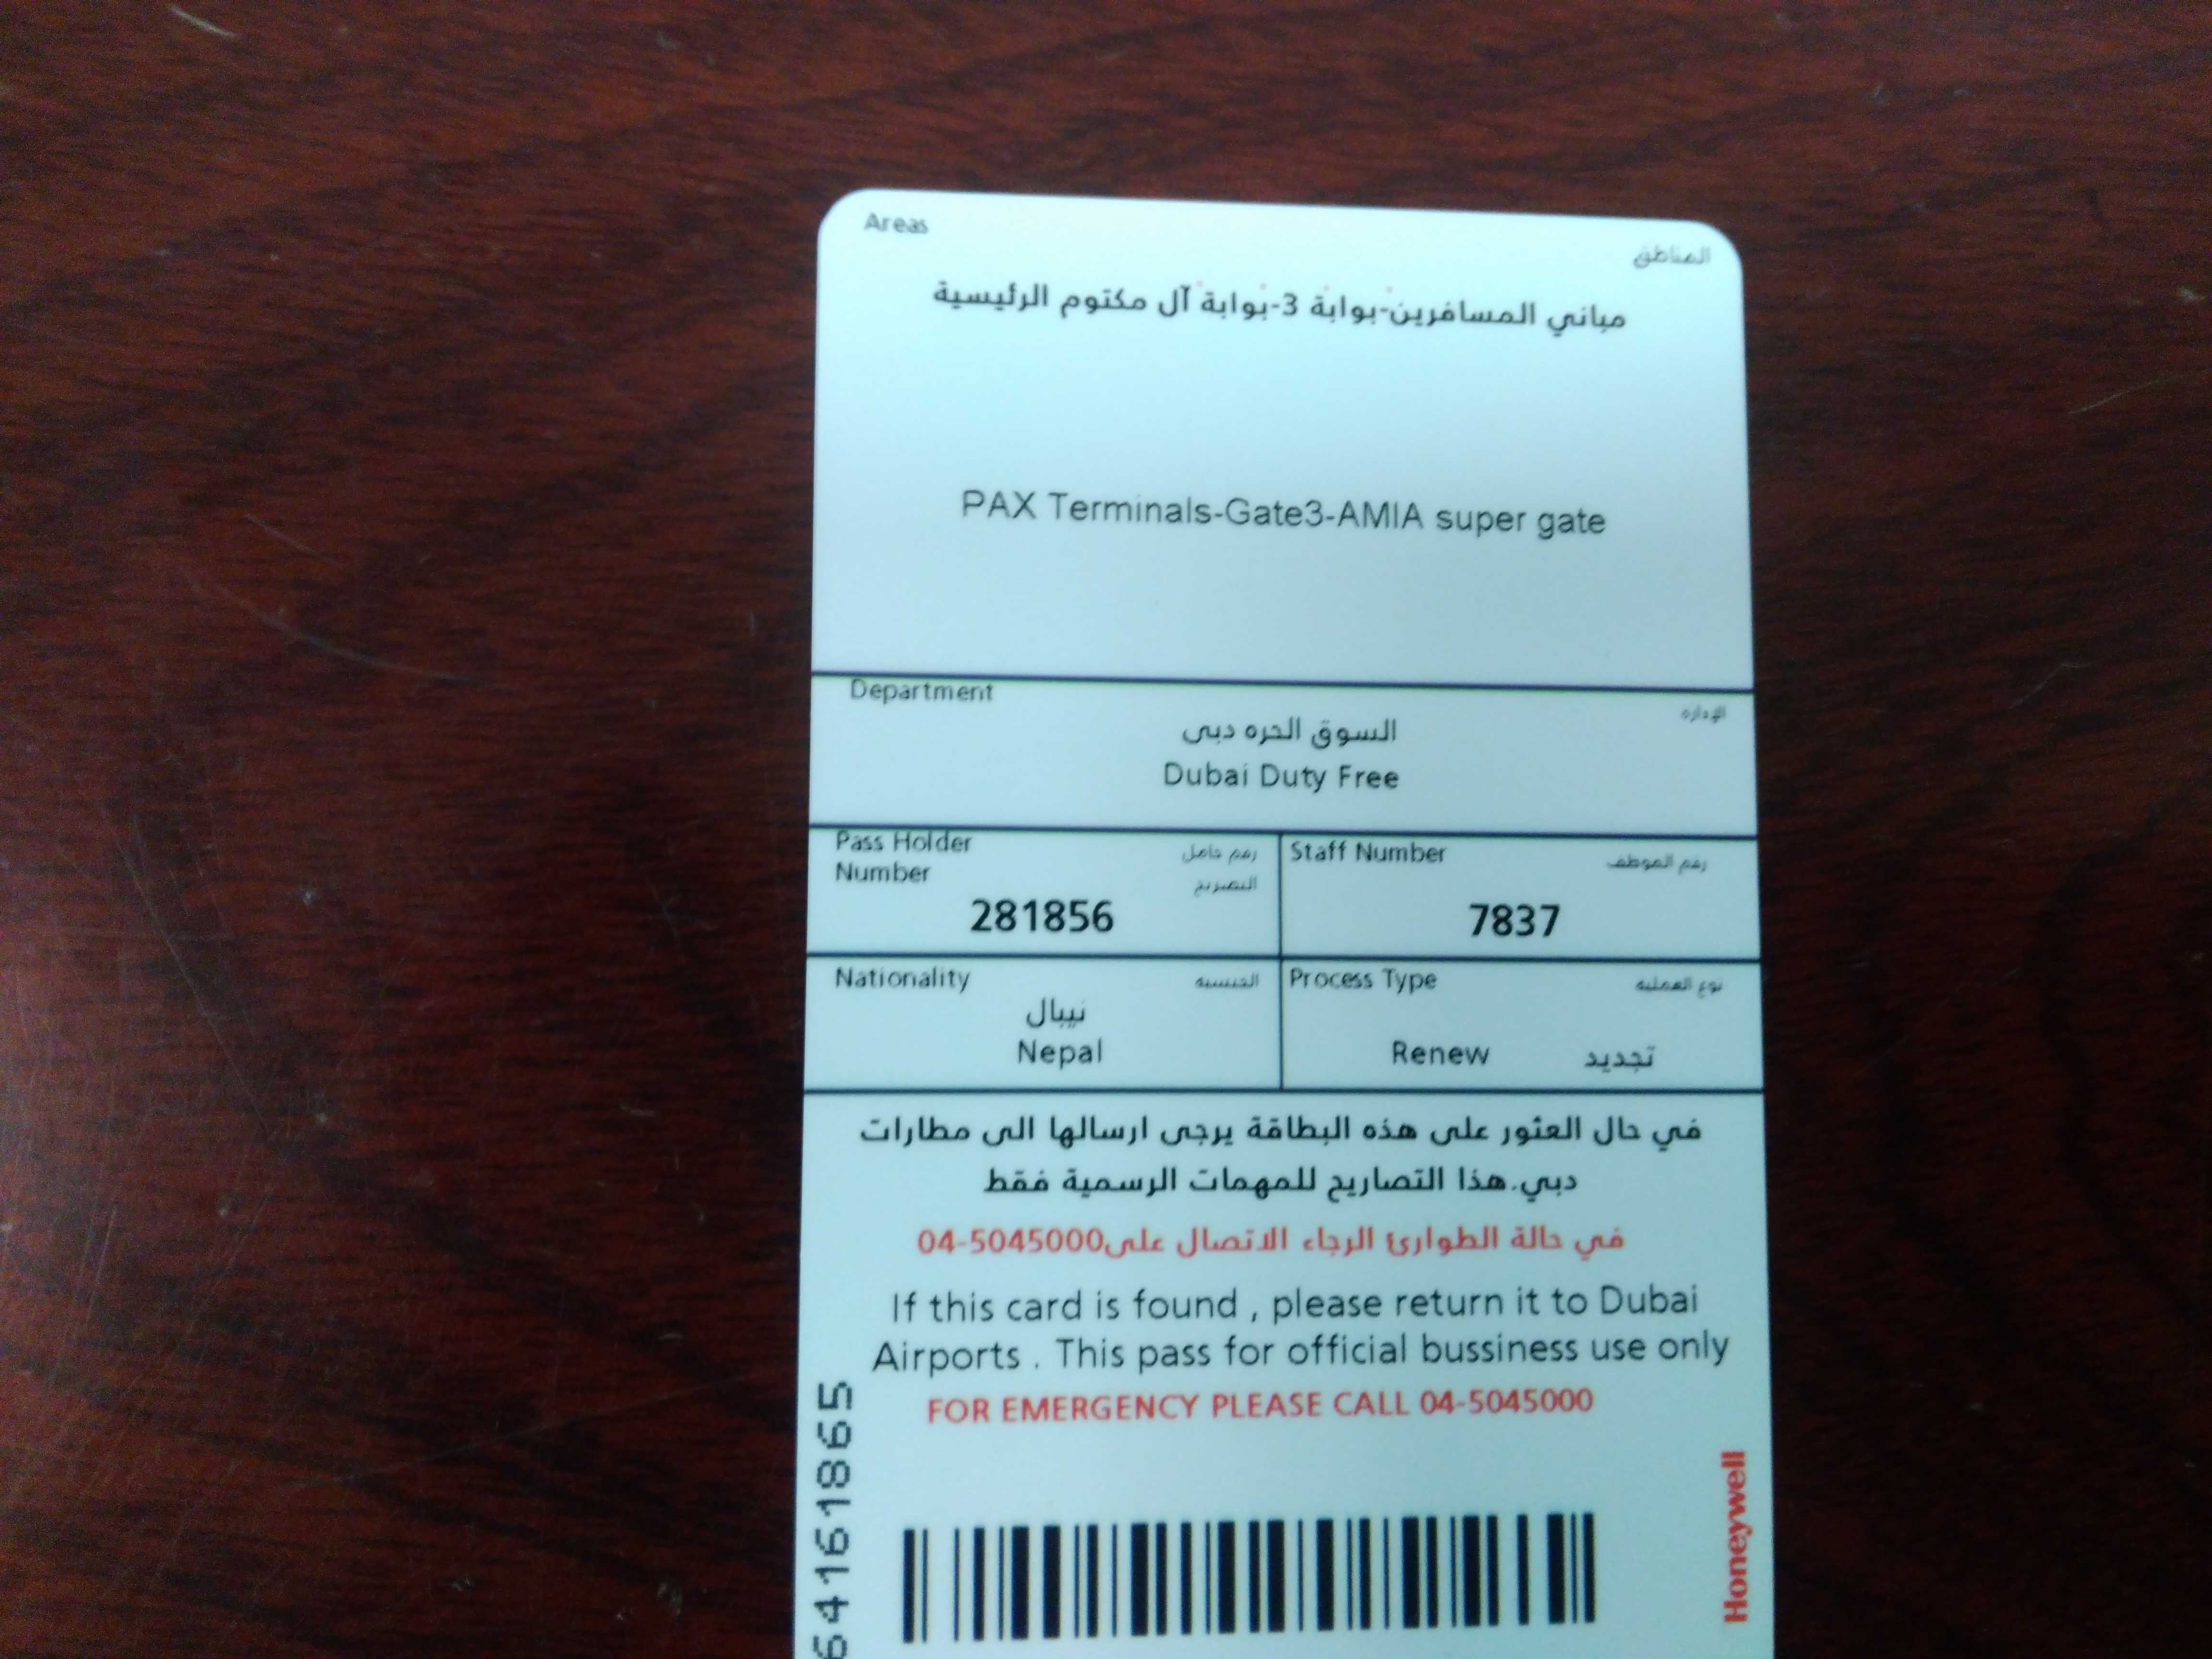 Areas
المناطق
مباني المسافرين-بوابة 3-بوابة آل مكتوم الرئيسية
PAX Terminals-Gate3-AMIA super gate
Department
الإدارة
السوق الحره دبى
Dubai Duty Free
Pass Holder
Number
رقم حامل
التصريح
281856
Staff Number
رقم الموظف
7837
Nationality
الجنسية
نيبال
Nepal
Process Type
نوع العملية
Renew تجديد
في حال العثور على هذه البطاقة يرجى ارسالها الى مطارات
دبي.هذا التصاريح للمهمات الرسمية فقط
في حالة الطوارئ الرجاء الاتصال على04-5045000
If this card is found , please return it to Dubai
Airports . This pass for official bussiness use only
FOR EMERGENCY PLEASE CALL 04-5045000
64161865
Honeywell